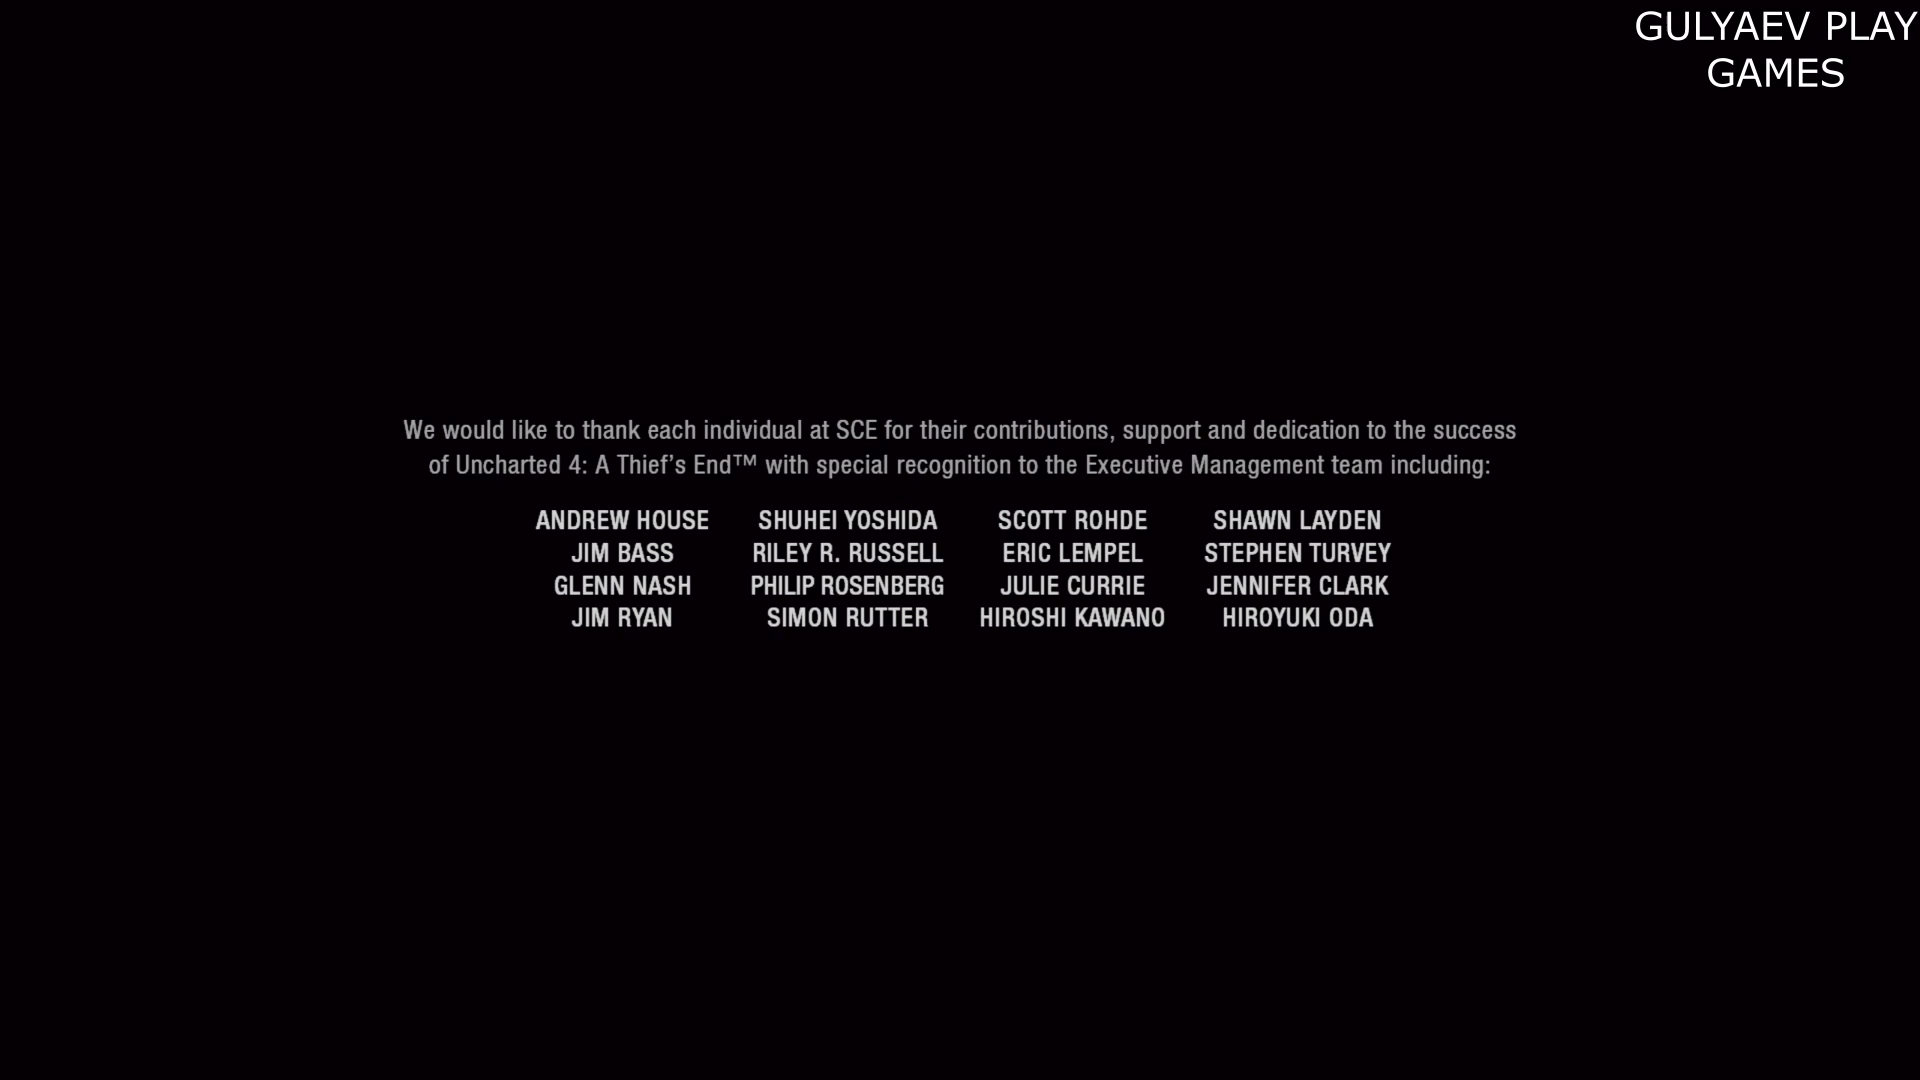 GULYAEV PLAY
GAMES
We would like to thank each individual at SCE for their contributions, support and dedication to the success
of Uncharted 4: A Thief’s End™ with special recognition to the Executive Management team including:
ANDREW HOUSE SHUHEI YOSHIDA SCOTT ROHDE SHAWN LAYDEN
JIM BASS RILEY R. RUSSELL ERIC LEMPEL STEPHEN TURVEY
GLENN NASH PHILIP ROSENBERG JULIE CURRIE JENNIFER CLARK
JIM RYAN SIMON RUTTER HIROSHI KAWANO HIROYUKI ODA